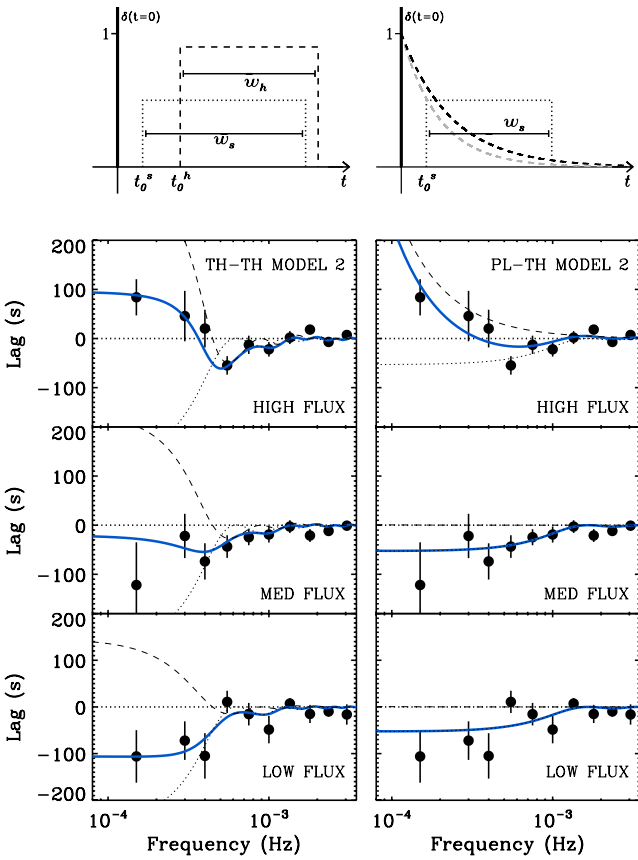 δ(t=0)
1
w_h
w_s
t_0^s t_0^h t
δ(t=0)
1
w_s
t_0^s t
200
100
0
−100
Lag (s)
TH−TH MODEL 2
HIGH FLUX
PL−TH MODEL 2
HIGH FLUX
200
100
0
−100
Lag (s)
MED FLUX
MED FLUX
200
100
0
−100
−200
Lag (s)
LOW FLUX
LOW FLUX
10^−4 10^−3
Frequency (Hz)
10^−4 10^−3
Frequency (Hz)